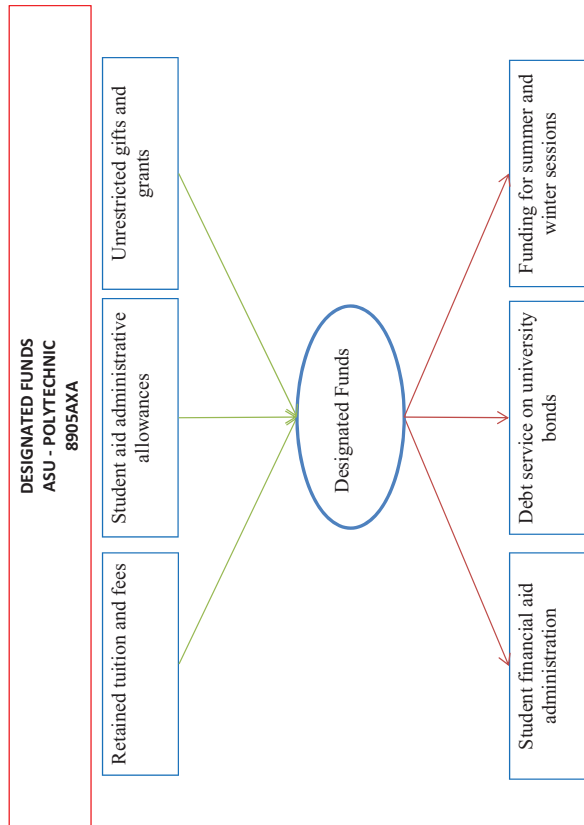 DESIGNATED FUNDS
ASU - POLYTECHNIC
8905AXA
Retained tuition and fees
Student aid administrative
allowances
Unrestricted gifts and
grants
Designated Funds
Student financial aid
administration
Debt service on university
bonds
Funding for summer and
winter sessions